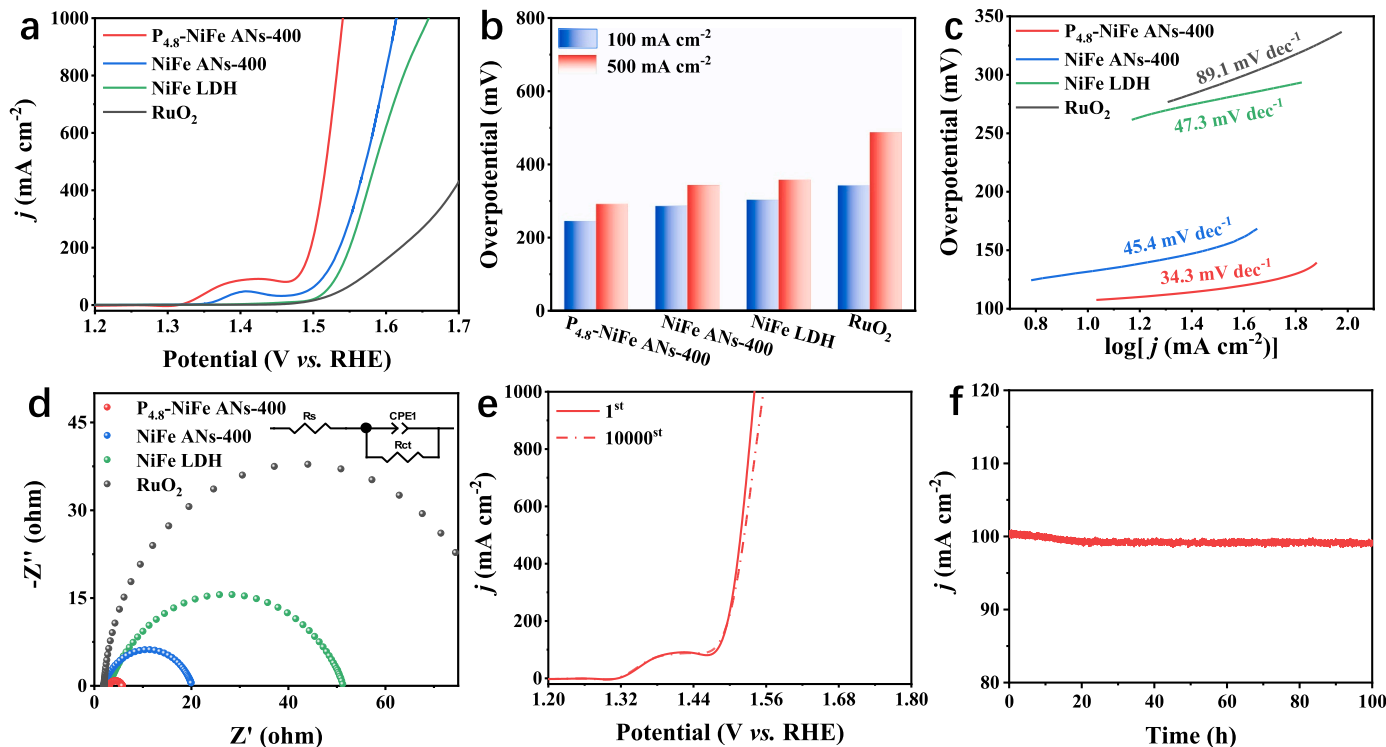 a
P4.8-NiFe ANs-400
NiFe ANs-400
NiFe LDH
RuO2
1000
800
600
400
200
0
j (mA cm-2)
1.2 1.3 1.4 1.5 1.6 1.7
Potential (V vs. RHE)
b
100 mA cm-2
500 mA cm-2
800
600
400
200
0
Overpotential (mV)
P4.8-NiFe ANs-400
NiFe ANs-400
NiFe LDH
RuO2
c
P4.8-NiFe ANs-400
NiFe ANs-400
NiFe LDH
RuO2
350
325
300
275
250
225
200
175
150
125
100
Overpotential (mV)
89.1 mV dec-1
47.3 mV dec-1
45.4 mV dec-1
34.3 mV dec-1
0.8 1.0 1.2 1.4 1.6 1.8 2.0
log[ j (mA cm-2)]
d
P4.8-NiFe ANs-400
NiFe ANs-400
NiFe LDH
RuO2
Rs
CPE1
Rct
45
30
15
0
-Z'' (ohm)
0 20 40 60
Z' (ohm)
e
1st
10000st
1000
800
600
400
200
0
j (mA cm-2)
1.20 1.32 1.44 1.56 1.68 1.80
Potential (V vs. RHE)
f
120
110
100
90
80
j (mA cm-2)
0 20 40 60 80 100
Time (h)